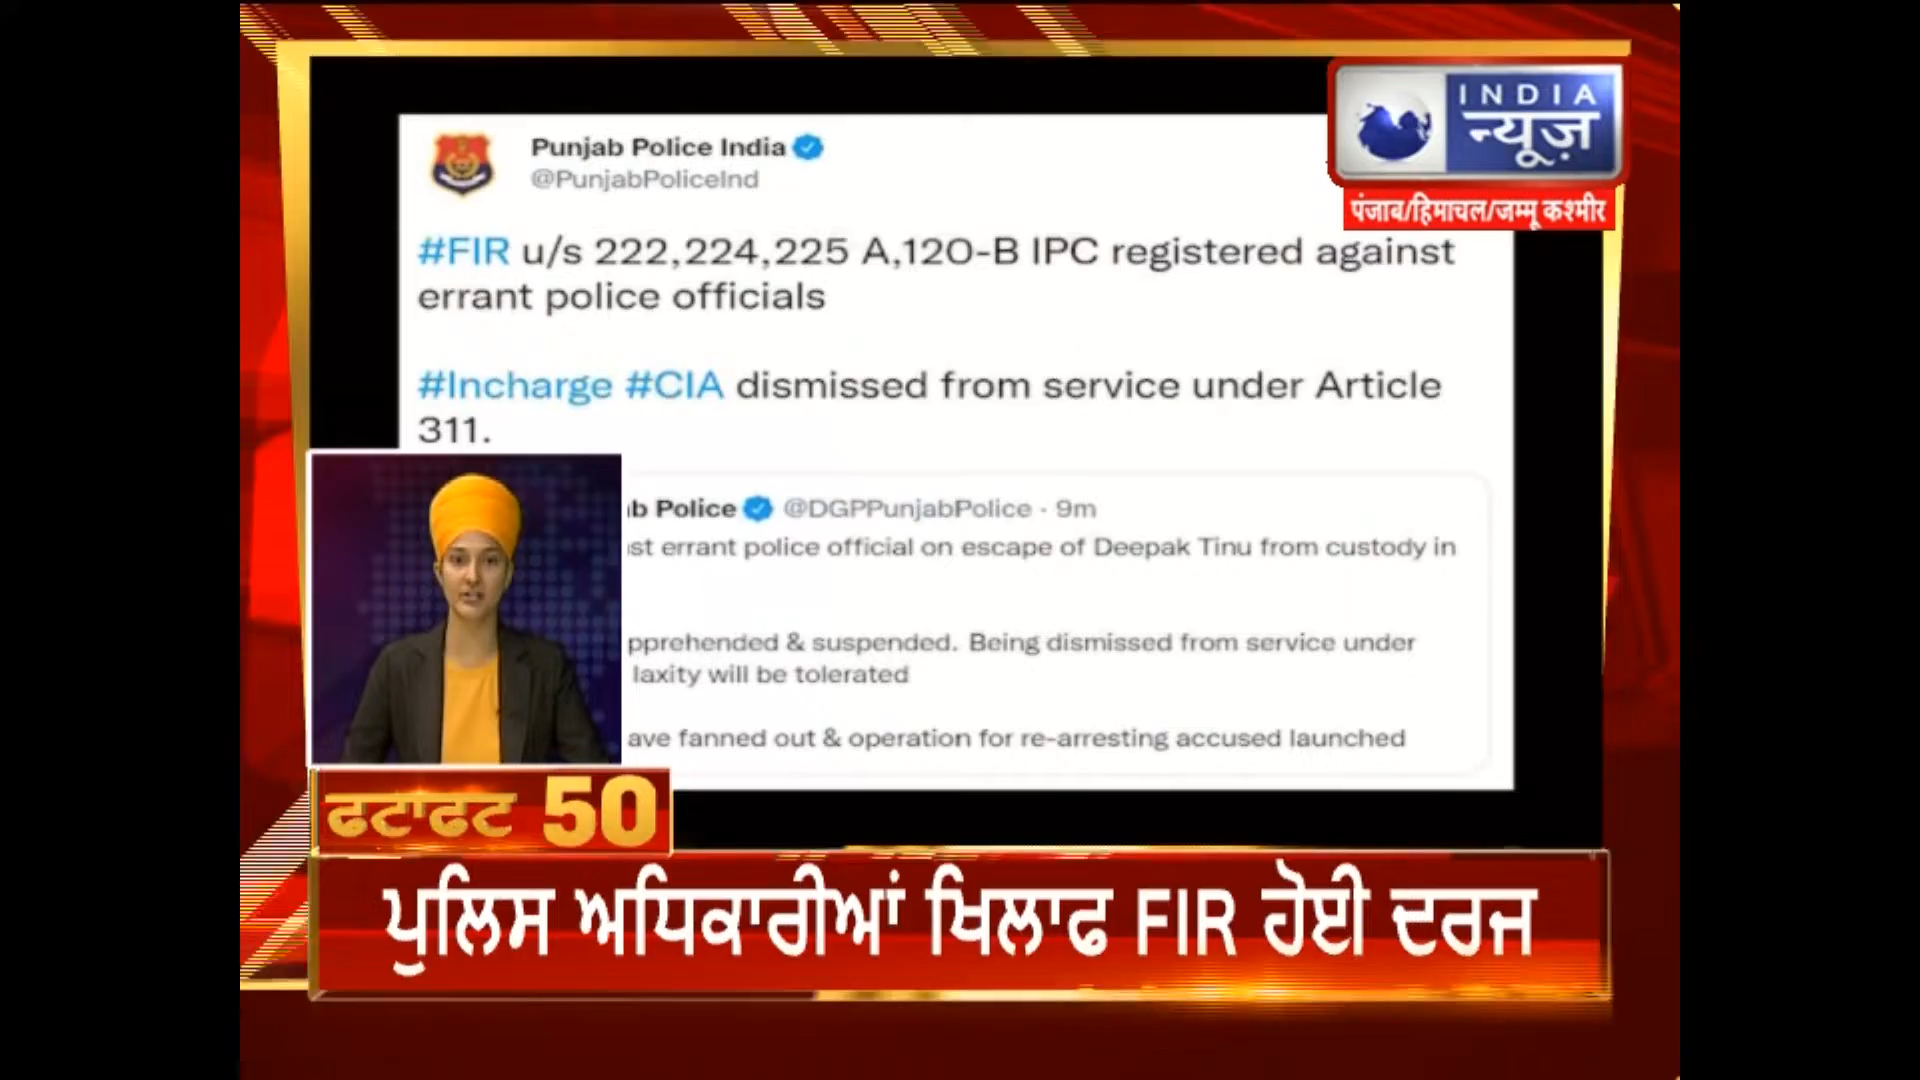 Punjab Police India
@PunjabPoliceInd
INDIA
न्यूज़
पंजाब/हिमाचल/जम्मू कश्मीर
#FIR u/s 222,224,225 A,120-B IPC registered against
errant police officials
#Incharge #CIA dismissed from service under Article
311.
Police @DGPPunjabPolice · 9m
errant police official on escape of Deepak Tinu from custody in
& suspended. Being dismissed from service under
laxity will be tolerated
fanned out & operation for re-arresting accused launched
ਫਟਾਫਟ 50
ਪੁਲਿਸ ਅਧਿਕਾਰੀਆਂ ਖਿਲਾਫ FIR ਹੋਈ ਦਰਜ